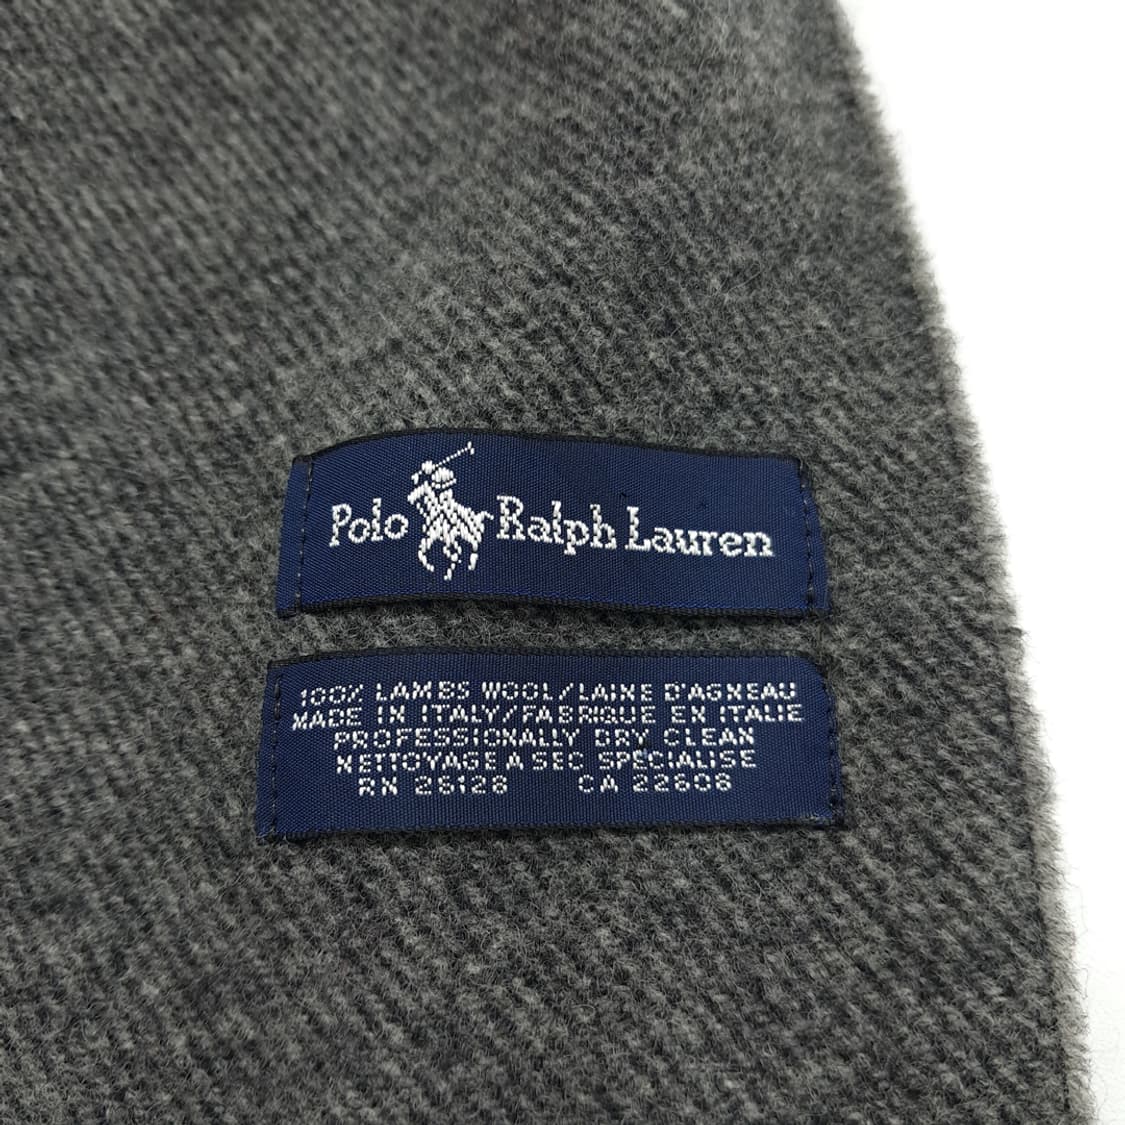 Polo Ralph Lauren
100% LAMBS WOOL/LAINE D'AGNEAU
MADE IN ITALY/FABRIQUE EN ITALIE
PROFESSIONALLY DRY CLEAN
NETTOYAGE A SEC SPECIALISE
RN 29128 CA 22608